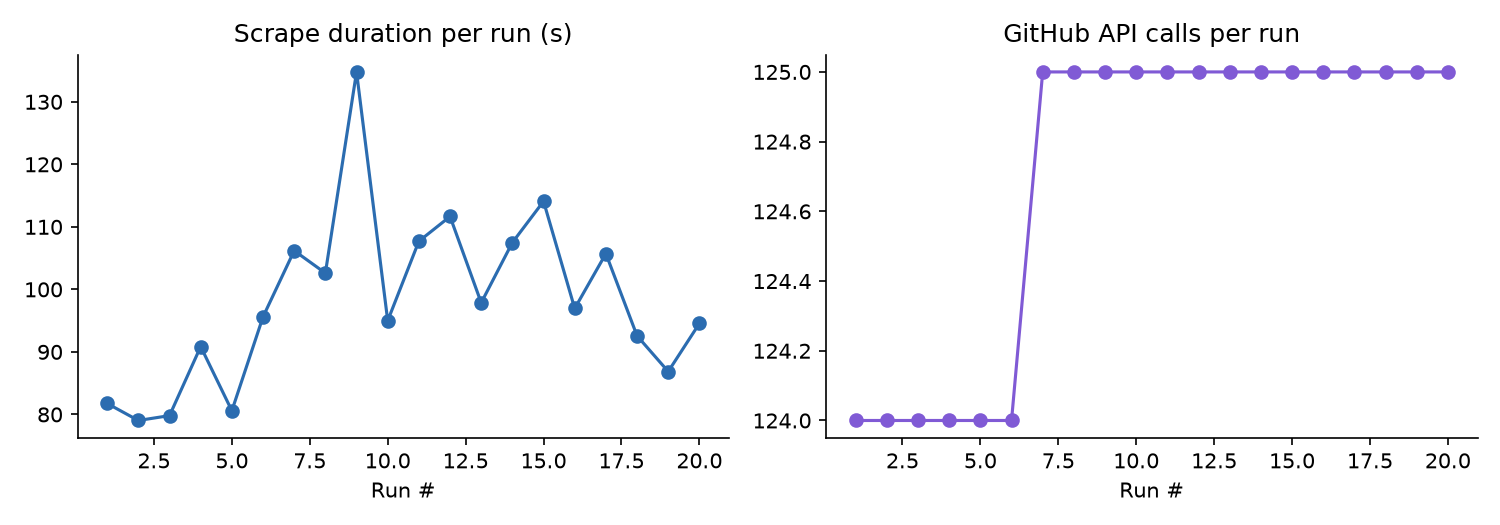 Scrape duration per run (s)
130
120
110
100
90
80
2.5 5.0 7.5 10.0 12.5 15.0 17.5 20.0
Run #
GitHub API calls per run
125.0
124.8
124.6
124.4
124.2
124.0
2.5 5.0 7.5 10.0 12.5 15.0 17.5 20.0
Run #